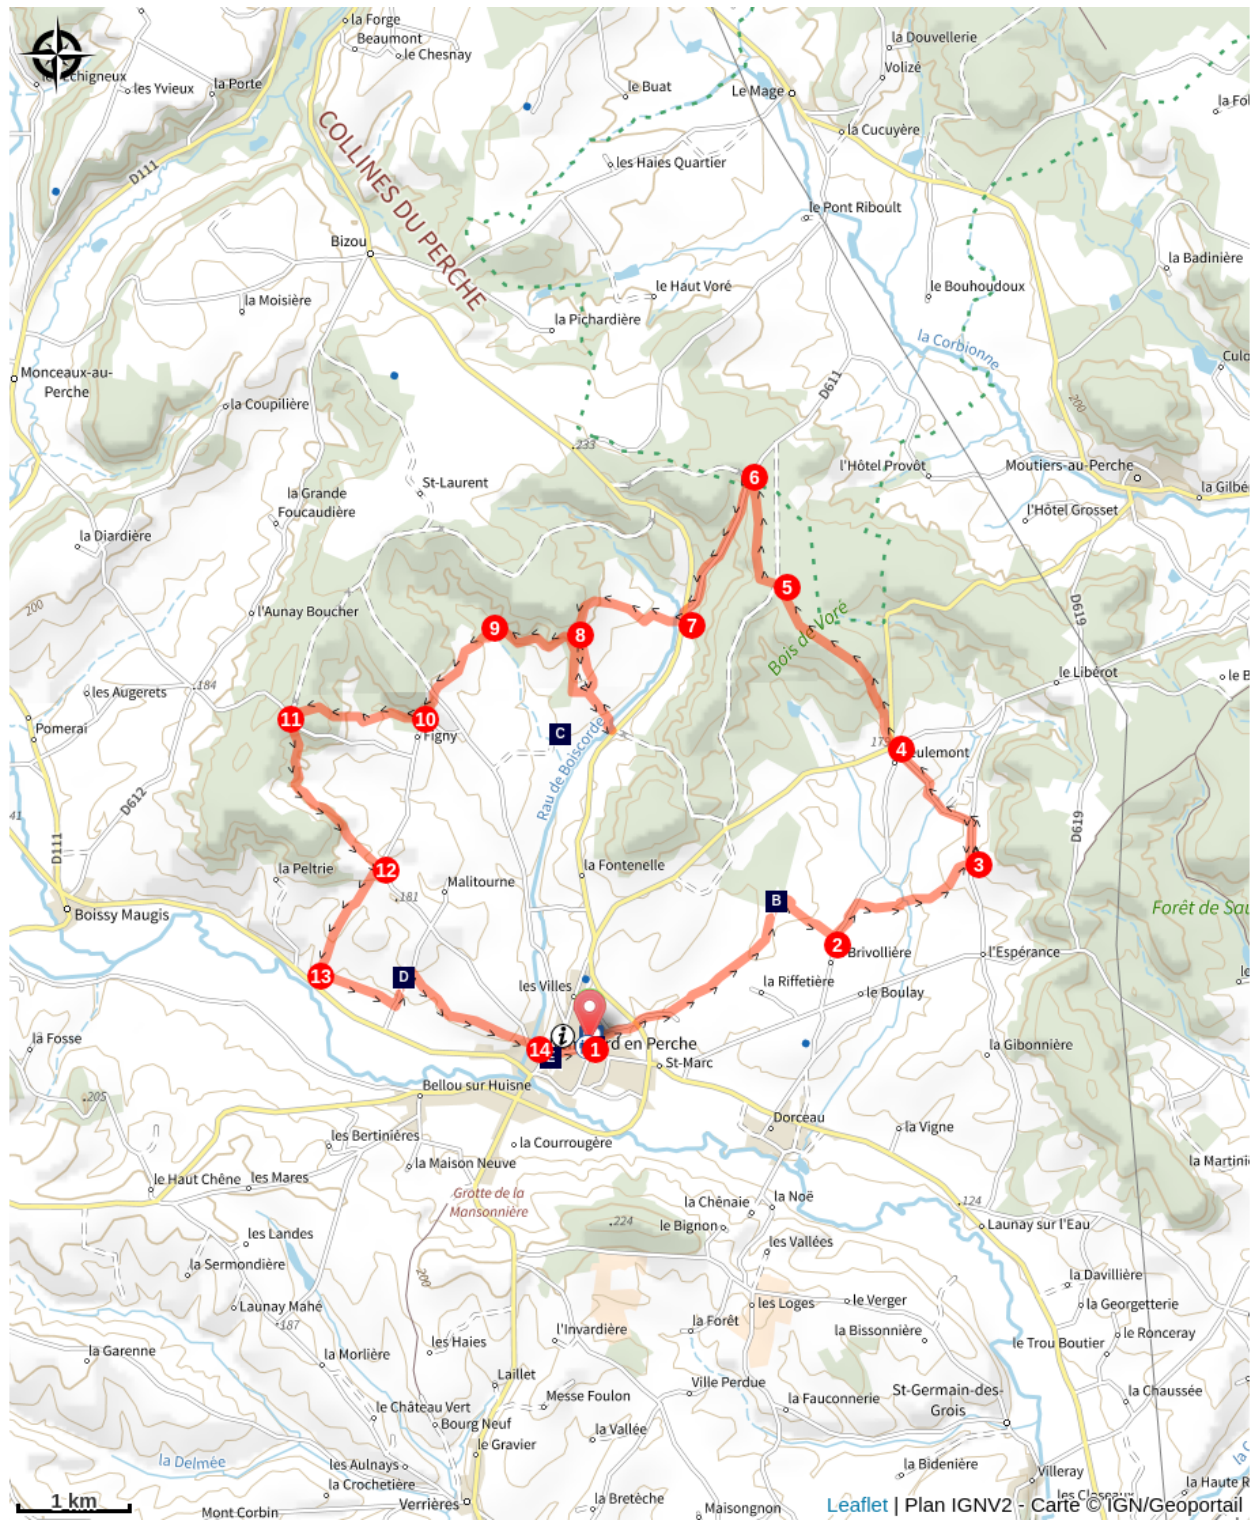 la Forge
Beaumont
le Chesnay
la Douvellerie
Volizé
les Yvieux
la Porte
le Buat
Le Mage
la Cucuyère
D111
COLLINES DU PERCHE
les Haies Quartier
le Pont Riboult
Bizou
la Badinière
la Moisière
le Haut Voré
le Bouhoudoux
la Pichardière
la Corbionne
Monceaux-au-
Perche
D611
la Coupilière
200
233
l'Hôtel Provôt
Moutiers-au-Perche
6
St-Laurent
la Grande
Foucaudière
l'Hôtel Grosset
la Diardière
5
200
l'Aunay Boucher
D619
9
8
7
Bois de Voré
le Libérot
184
les Augerets
11
10
Figny
C
Pomerai
Rau de Boiscorde
4
D612
41
D111
D619
la Peltrie
12
la Fontenelle
3
Malitourne
181
B
Boissy Maugis
2
Brivollière
l'Espérance
13
D
les Villes
la Riffetière
le Boulay
la Fosse
14
i
1
rd en Perche
St-Marc
la Gibonnière
Bellou sur Huisne
205
Dorceau
les Bertinières
la Courrougère
la Vigne
la Maison Neuve
le Haut Chêne
les Mares
Grotte de la
Mansonnière
la Chênaie
la Noë
124
224
le Bignon
Launay sur l'Eau
les Landes
les Vallées
la Sermondière
200
la Davillière
Launay Mahé
les Loges
le Verger
la Georgetterie
187
l'Invardière
la Forêt
la Bissonnière
le Trou Boutier
le Ronceray
la Garenne
la Morlière
les Haies
Laillet
Ville Perdue
St-Germain-des-
Grois
la Chaussée
Messe Foulon
la Fauconnerie
le Château Vert
Bourg Neuf
la Vallée
le Gravier
la Delmée
les Aulnays
la Bidenière
Villeray
la Crochetière
la Bretèche
1 km
Mont Corbin
Verrières
Maisongnon
Leaflet | Plan IGNV2 - Carte © IGN/Geoportail